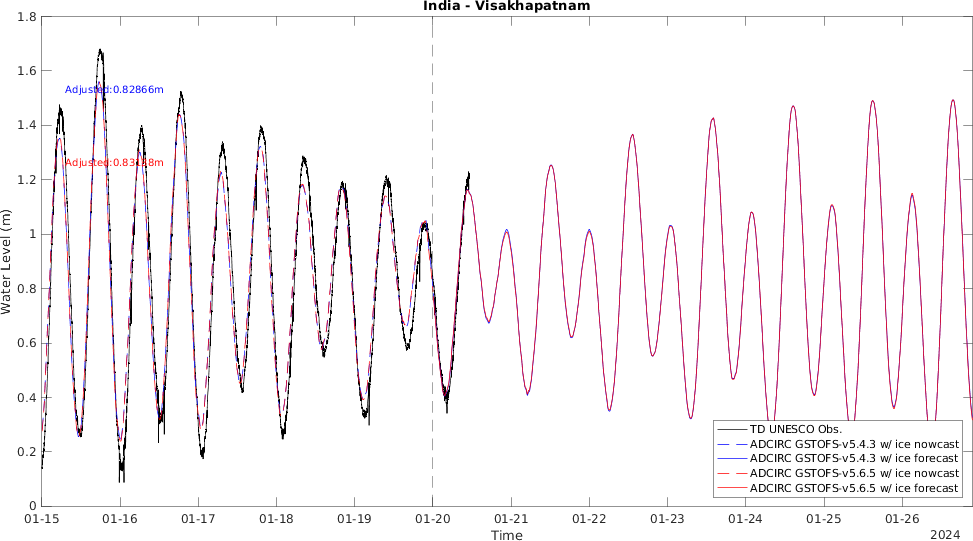 India - Visakhapatnam
1.8
1.6
1.4
1.2
1
0.8
0.6
0.4
0.2
0
Water Level (m)
Adjusted:0.82866m
TD UNESCO Obs.
ADCIRC GSTOFS-v5.4.3 w/ ice nowcast
ADCIRC GSTOFS-v5.4.3 w/ ice forecast
ADCIRC GSTOFS-v5.6.5 w/ ice nowcast
ADCIRC GSTOFS-v5.6.5 w/ ice forecast
01-15 01-16 01-17 01-18 01-19 01-20 01-21 01-22 01-23 01-24 01-25 01-26
Time
2024